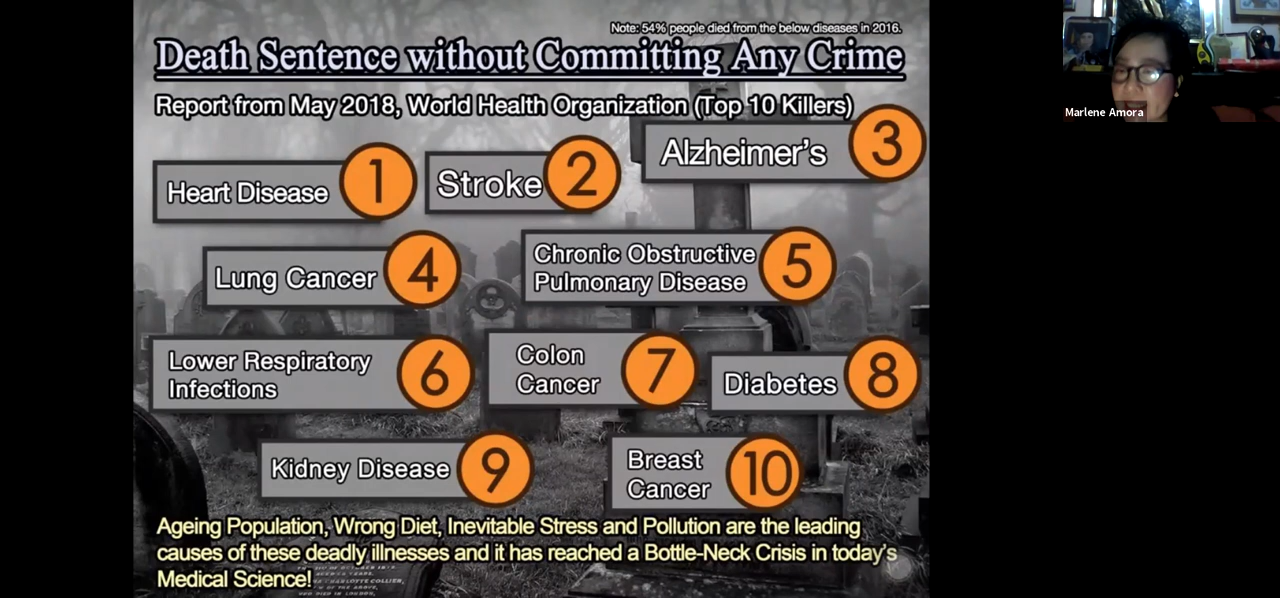 Note: 54% people died from the below diseases in 2016.
Death Sentence without Committing Any Crime
Report from May 2018, World Health Organization (Top 10 Killers)
Heart Disease 1
Stroke 2
Alzheimer's 3
Lung Cancer 4
Chronic Obstructive
Pulmonary Disease 5
Lower Respiratory
Infections 6
Colon
Cancer 7
Diabetes 8
Kidney Disease 9
Breast
Cancer 10
Ageing Population, Wrong Diet, Inevitable Stress and Pollution are the leading
causes of these deadly illnesses and it has reached a Bottle-Neck Crisis in today's
Medical Science!
CHARLOTTE COLLIER,
Marlene Amora